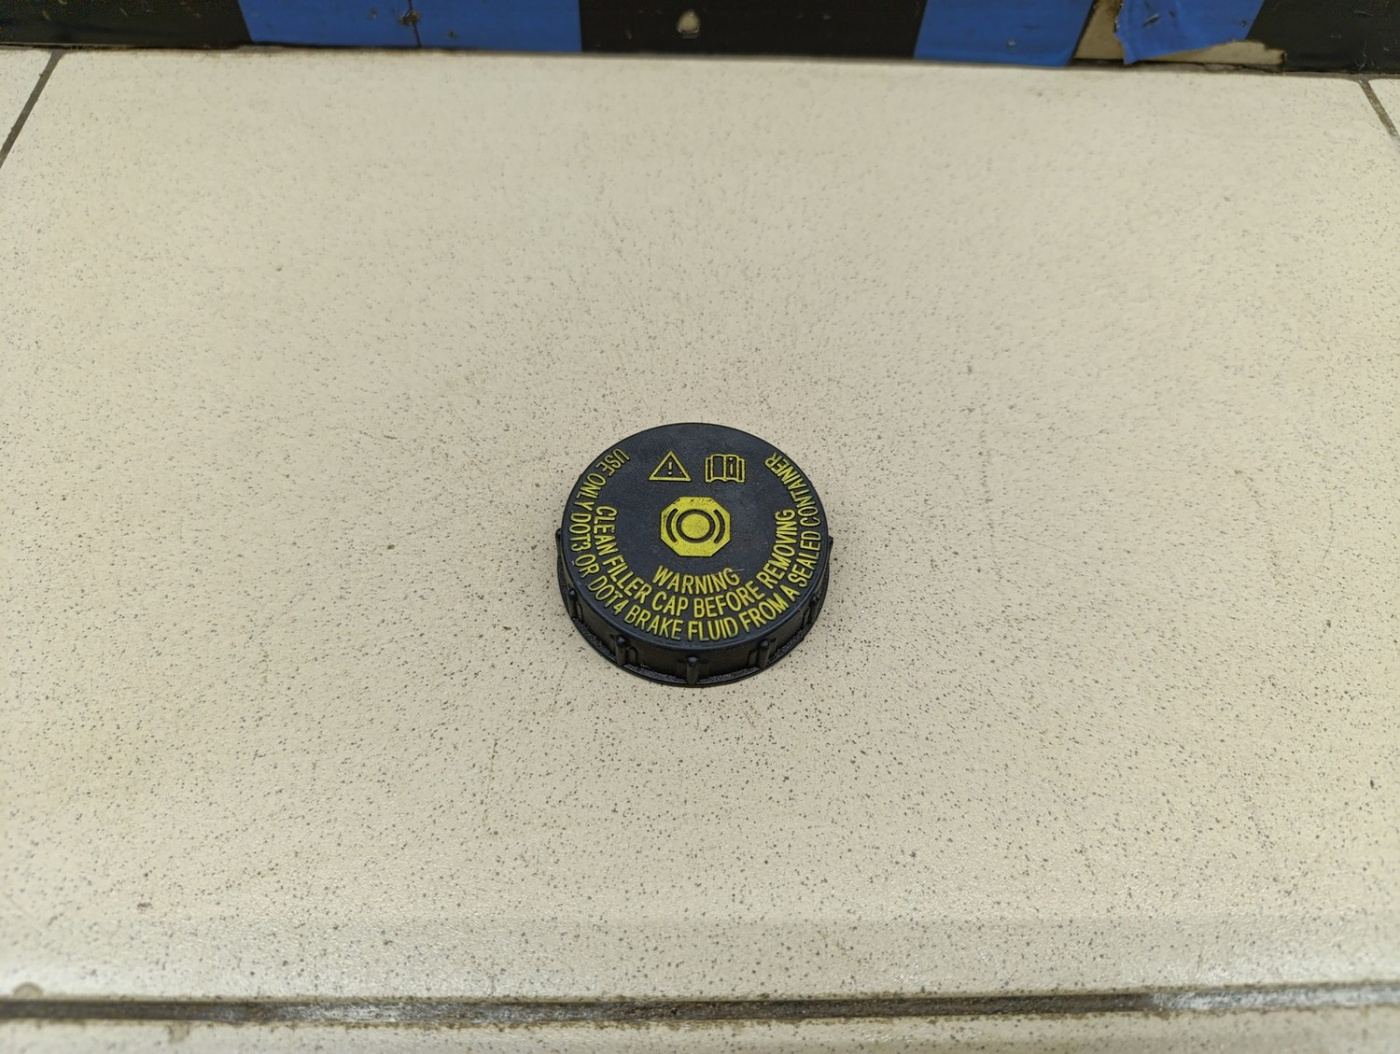 WARNING
CLEAN FILLER CAP BEFORE REMOVING
USE ONLY DOT3 OR DOT4 BRAKE FLUID FROM A SEALED CONTAINER